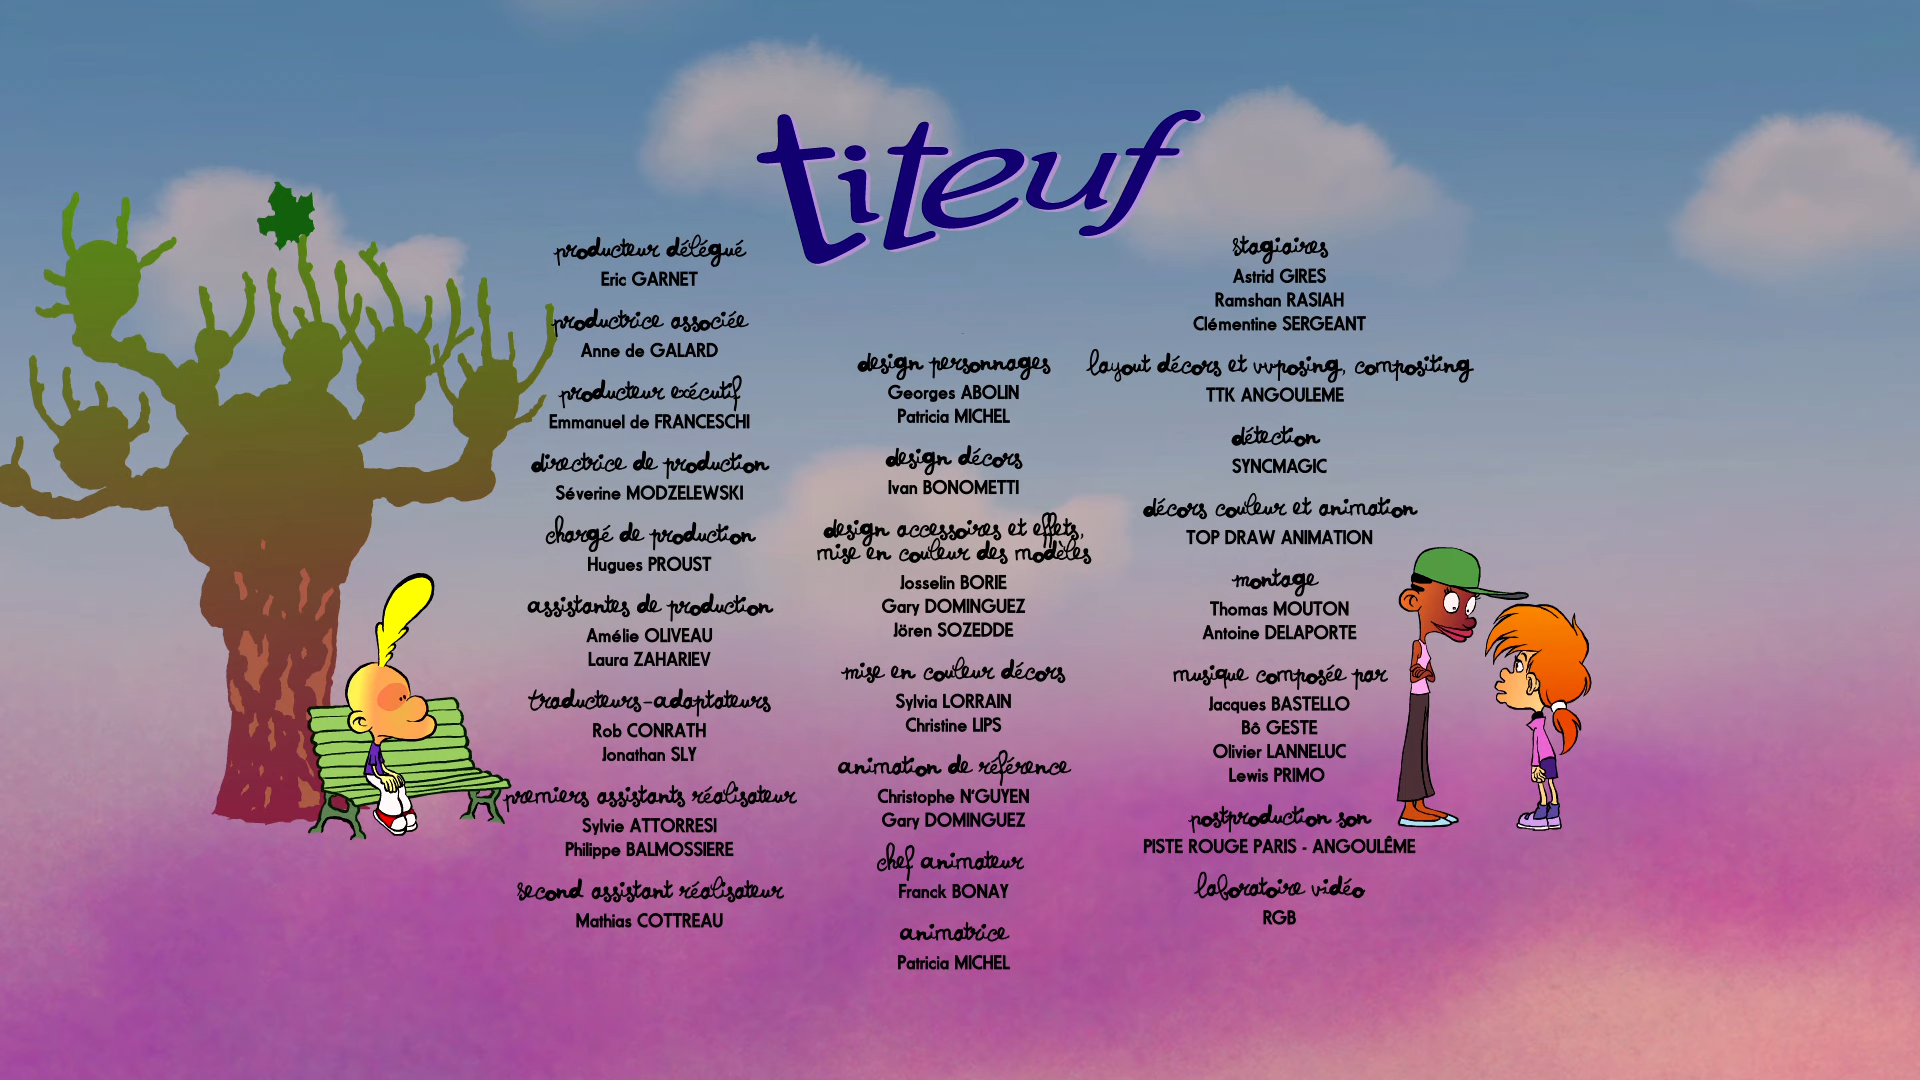 titeuf
producteur délégué
Eric GARNET
productrice associée
Anne de GALARD
producteur exécutif
Emmanuel de FRANCESCHI
directrice de production
Séverine MODZELEWSKI
chargé de production
Hugues PROUST
assistantes de production
Amélie OLIVEAU
Laura ZAHARIEV
traducteurs-adaptateurs
Rob CONRATH
Jonathan SLY
premiers assistants réalisateur
Sylvie ATTORRESI
Philippe BALMOSSIERE
second assistant réalisateur
Mathias COTTREAU
design personnages
Georges ABOLIN
Patricia MICHEL
design décors
Ivan BONOMETTI
design accessoires et effets,
mise en couleur des modèles
Josselin BORIE
Gary DOMINGUEZ
Jören SOZEDDE
mise en couleur décors
Sylvia LORRAIN
Christine LIPS
animation de référence
Christophe N'GUYEN
Gary DOMINGUEZ
chef animateur
Franck BONAY
animatrice
Patricia MICHEL
stagiaires
Astrid GIRES
Ramshan RASIAH
Clémentine SERGEANT
layout décors et vvposing, compositing
TTK ANGOULEME
détection
SYNCMAGIC
décors couleur et animation
TOP DRAW ANIMATION
montage
Thomas MOUTON
Antoine DELAPORTE
musique composée par
Jacques BASTELLO
Bô GESTE
Olivier LANNELUC
Lewis PRIMO
postproduction son
PISTE ROUGE PARIS - ANGOULÊME
laboratoire vidéo
RGB